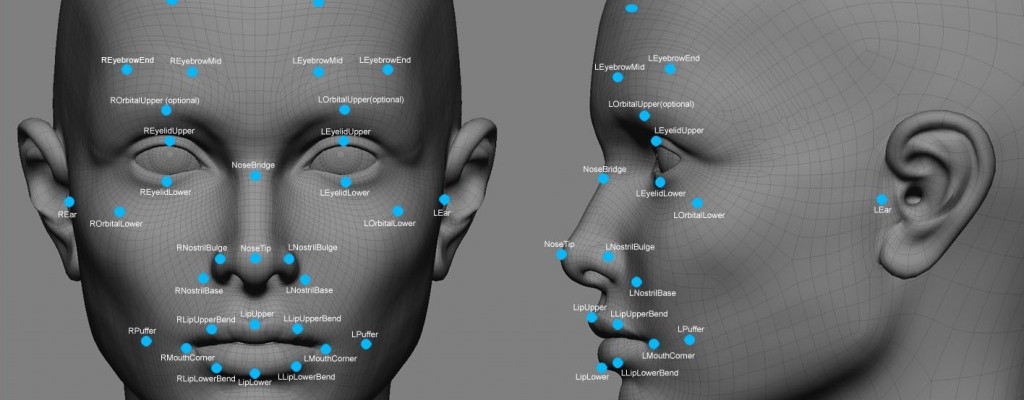 REyebrowEnd
REyebrowMid
LEyebrowMid
LEyebrowEnd
ROrbitalUpper (optional)
LOrbitalUpper(optional)
REyelidUpper
LEyelidUpper
NoseBridge
REyelidLower
LEyelidLower
REar
ROrbitalLower
LOrbitalLower
LEar
RNostrilBulge
NoseTip
LNostrilBulge
RNostrilBase
LNostrilBase
LipUpper
RLipUpperBend
LLipUpperBend
RPuffer
LPuffer
RMouthCorner
LMouthCorner
RLipLowerBend
LipLower
LLipLowerBend
LEyebrowMid
LEyebrowEnd
LOrbitalUpper(optional)
LEyelidUpper
NoseBridge
LEyelidLower
LOrbitalLower
LEar
NoseTip
LNostrilBulge
LNostrilBase
LipUpper
LLipUpperBend
LPuffer
LMouthCorner
LipLower
LLipLowerBend